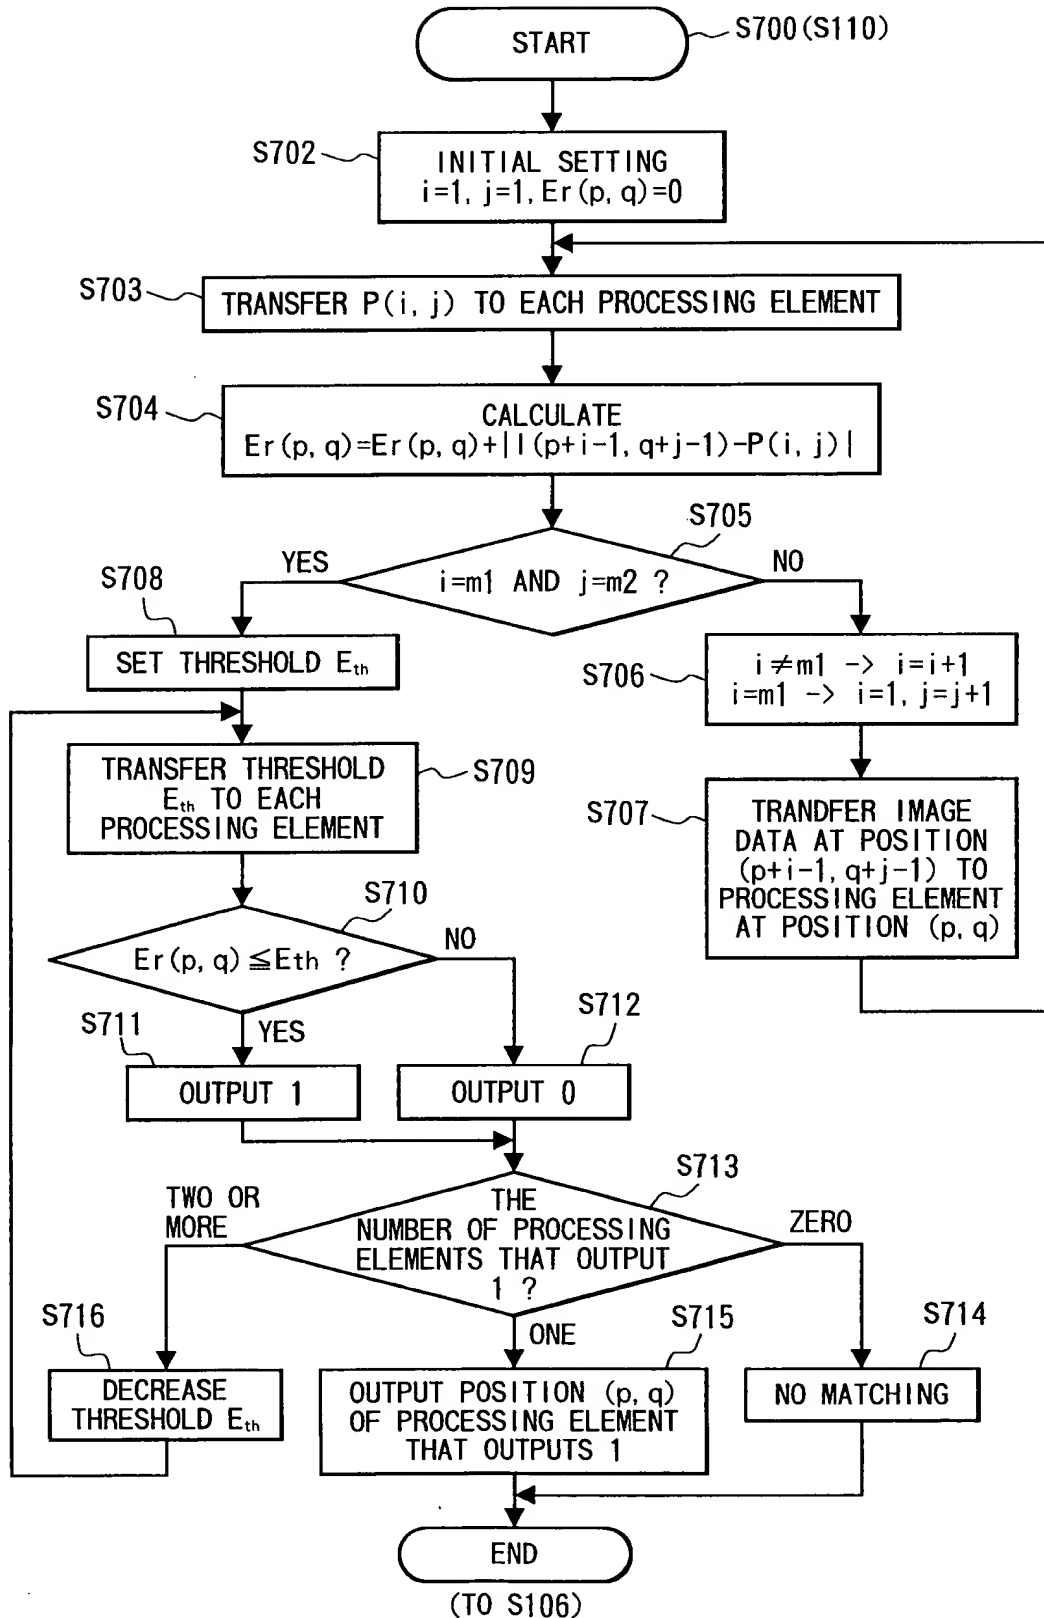 START
S700(S110)
S702
INITIAL SETTING
i=1, j=1, Er(p, q)=0
S703
TRANSFER P(i, j) TO EACH PROCESSING ELEMENT
S704
CALCULATE
Er(p, q)=Er(p, q)+|I(p+i-1, q+j-1)-P(i, j)|
S705
YES
i=m1 AND j=m2 ?
NO
S708
SET THRESHOLD Eth
S706
i≠m1 -> i=i+1
i=m1 -> i=1, j=j+1
TRANSFER THRESHOLD
Eth TO EACH
PROCESSING ELEMENT
S709
S707
TRANDFER IMAGE
DATA AT POSITION
(p+i-1, q+j-1) TO
PROCESSING ELEMENT
AT POSITION (p, q)
S710
Er(p, q)≦Eth ?
NO
S711
YES
S712
OUTPUT 1
OUTPUT 0
S713
TWO OR
MORE
THE
NUMBER OF PROCESSING
ELEMENTS THAT OUTPUT
1 ?
ZERO
S716
ONE
S715
S714
DECREASE
THRESHOLD Eth
OUTPUT POSITION (p, q)
OF PROCESSING ELEMENT
THAT OUTPUTS 1
NO MATCHING
END
(TO S106)